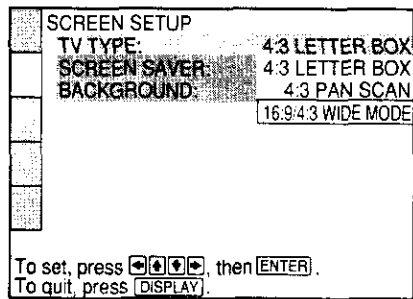 SCREEN SETUP
TV TYPE: 4:3 LETTER BOX
SCREEN SAVER: 4:3 LETTER BOX
BACKGROUND: 4:3 PAN SCAN
16:9/4:3 WIDE MODE
To set, press ←↑↓→, then ENTER.
To quit, press DISPLAY.